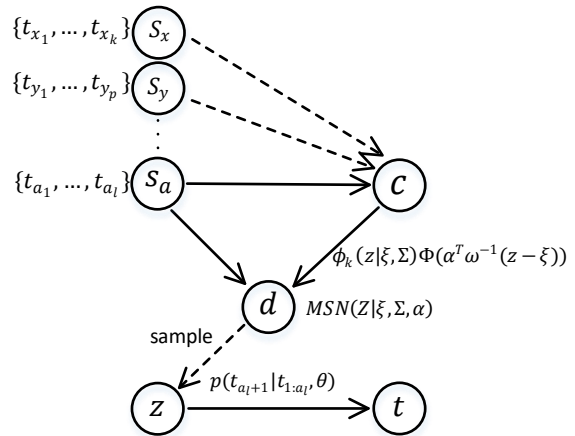 {t_{x_1}, … , t_{x_k}} S_x
{t_{y_1}, … , t_{y_p}} S_y
{t_{a_1}, … , t_{a_l}} S_a
C
ϕ_k(z|ξ, Σ)Φ(α^T ω^{-1}(z − ξ))
d MSN(Z|ξ, Σ, α)
sample
p(t_{a_l+1}|t_{1:a_l}, θ)
z t